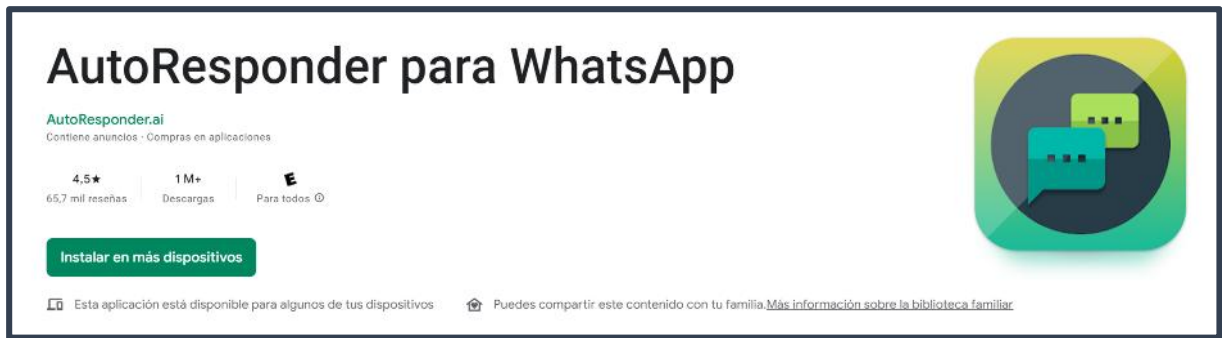 AutoResponder para WhatsApp
AutoResponder.ai
Contiene anuncios · Compras en aplicaciones
4,5★
65,7 mil reseñas
1 M+
Descargas
E
Para todos
Instalar en más dispositivos
Esta aplicación está disponible para algunos de tus dispositivos
Puedes compartir este contenido con tu familia.Más información sobre la biblioteca familiar